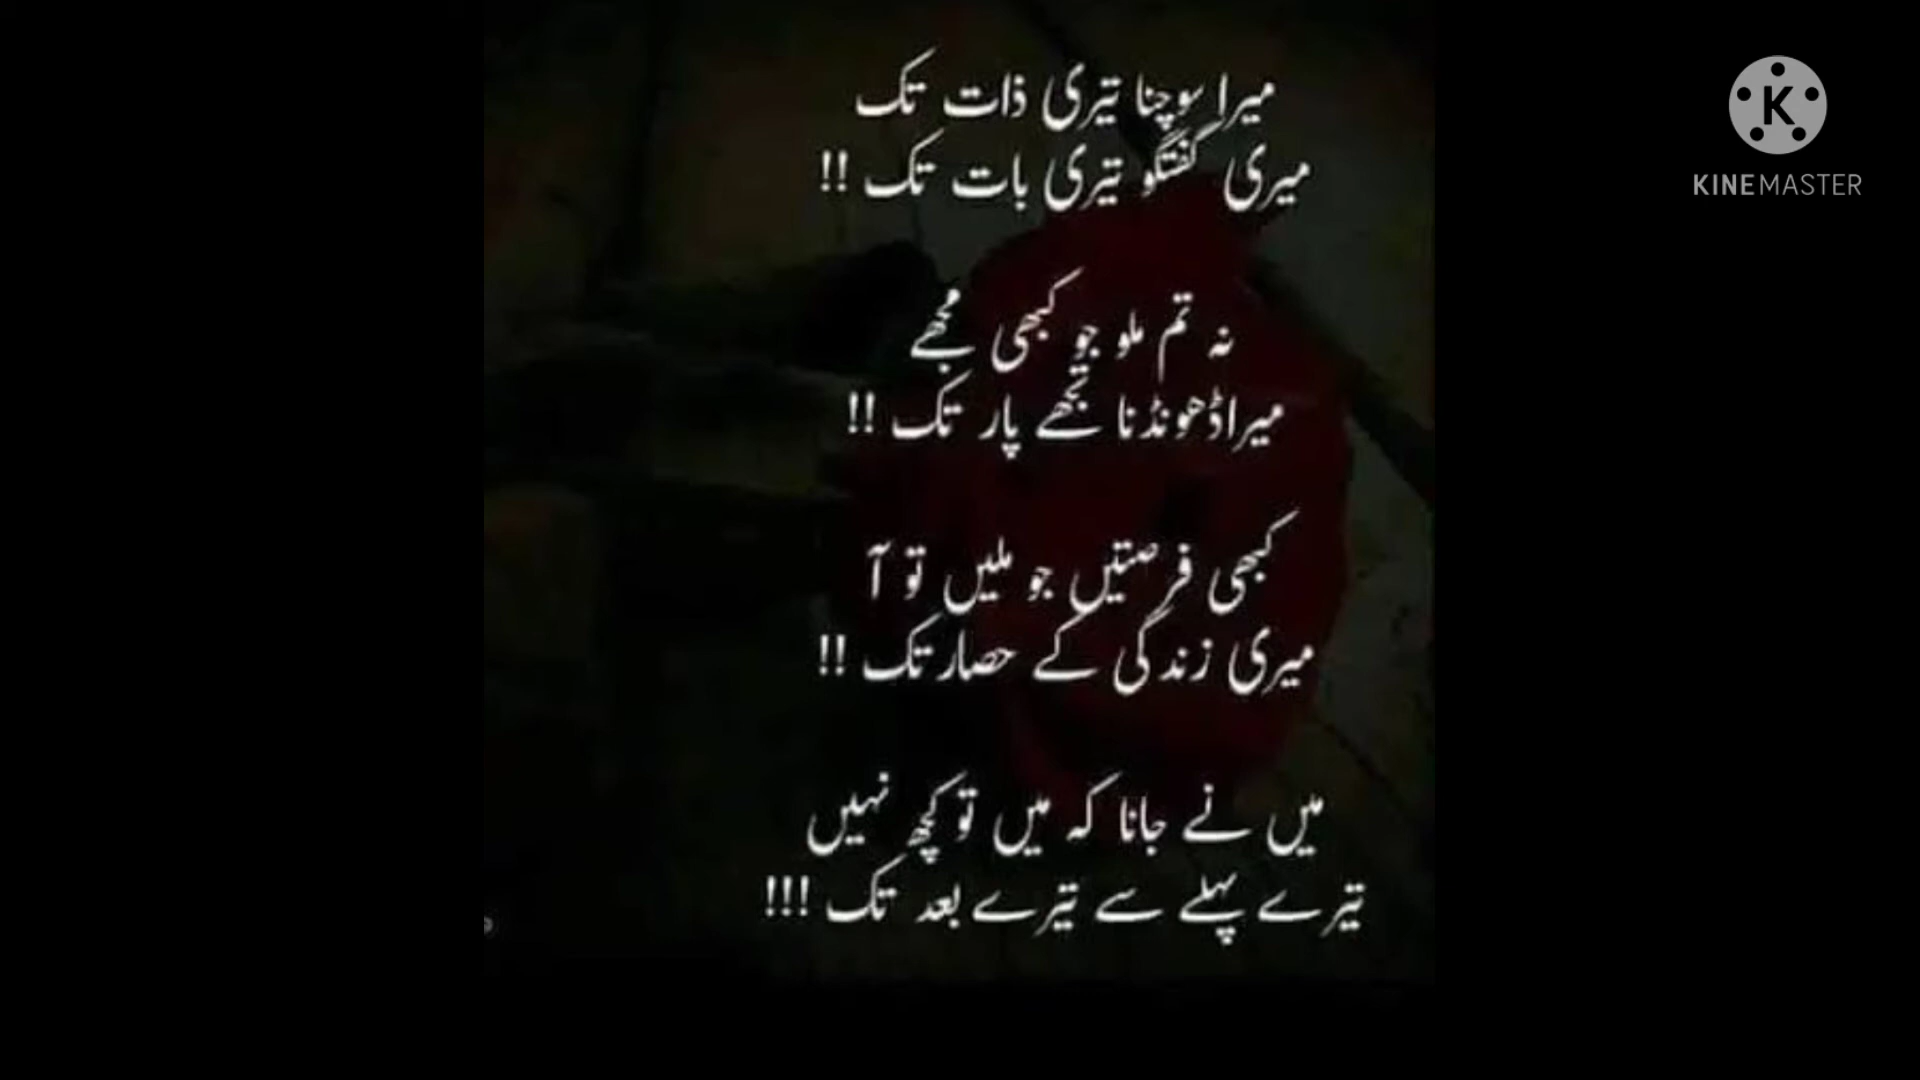 میرا سوچنا تیری ذات تک
میری گفتگو تیری بات تک !!
نہ تم ملو جو کبھی مجھے
میرا ڈھونڈنا تجھے پار تک !!
کبھی فرصتیں جو ملیں تو آ
میری زندگی کے حصار تک !!
میں نے جانا کہ میں تو کچھ نہیں
تیرے پہلے سے تیرے بعد تک !!!
KINEMASTER